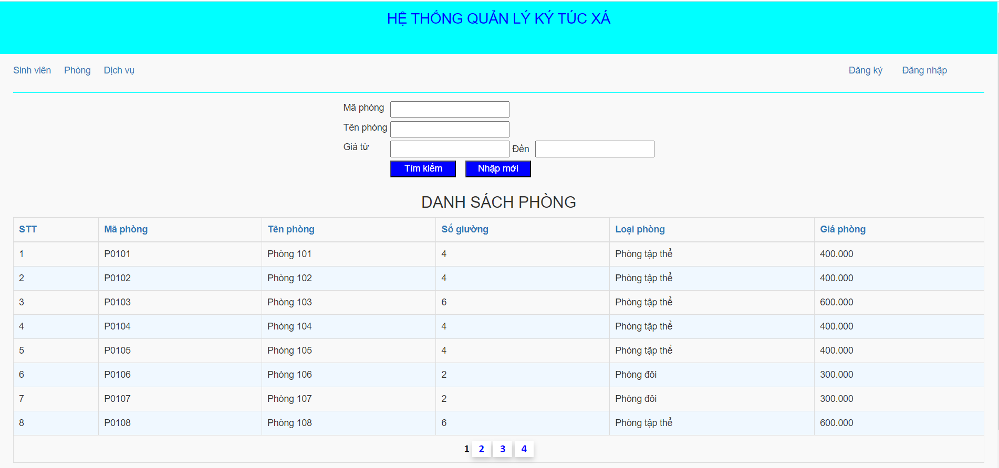 HỆ THỐNG QUẢN LÝ KÝ TÚC XÁ
Sinh viên Phòng Dịch vụ Đăng ký Đăng nhập
Mã phòng
Tên phòng
Giá từ Đến
Tìm kiếm Nhập mới
DANH SÁCH PHÒNG
STT Mã phòng Tên phòng Số giường Loại phòng Giá phòng
1 P0101 Phòng 101 4 Phòng tập thể 400.000
2 P0102 Phòng 102 4 Phòng tập thể 400.000
3 P0103 Phòng 103 6 Phòng tập thể 600.000
4 P0104 Phòng 104 4 Phòng tập thể 400.000
5 P0105 Phòng 105 4 Phòng tập thể 400.000
6 P0106 Phòng 106 2 Phòng đôi 300.000
7 P0107 Phòng 107 2 Phòng đôi 300.000
8 P0108 Phòng 108 6 Phòng tập thể 600.000
1 2 3 4